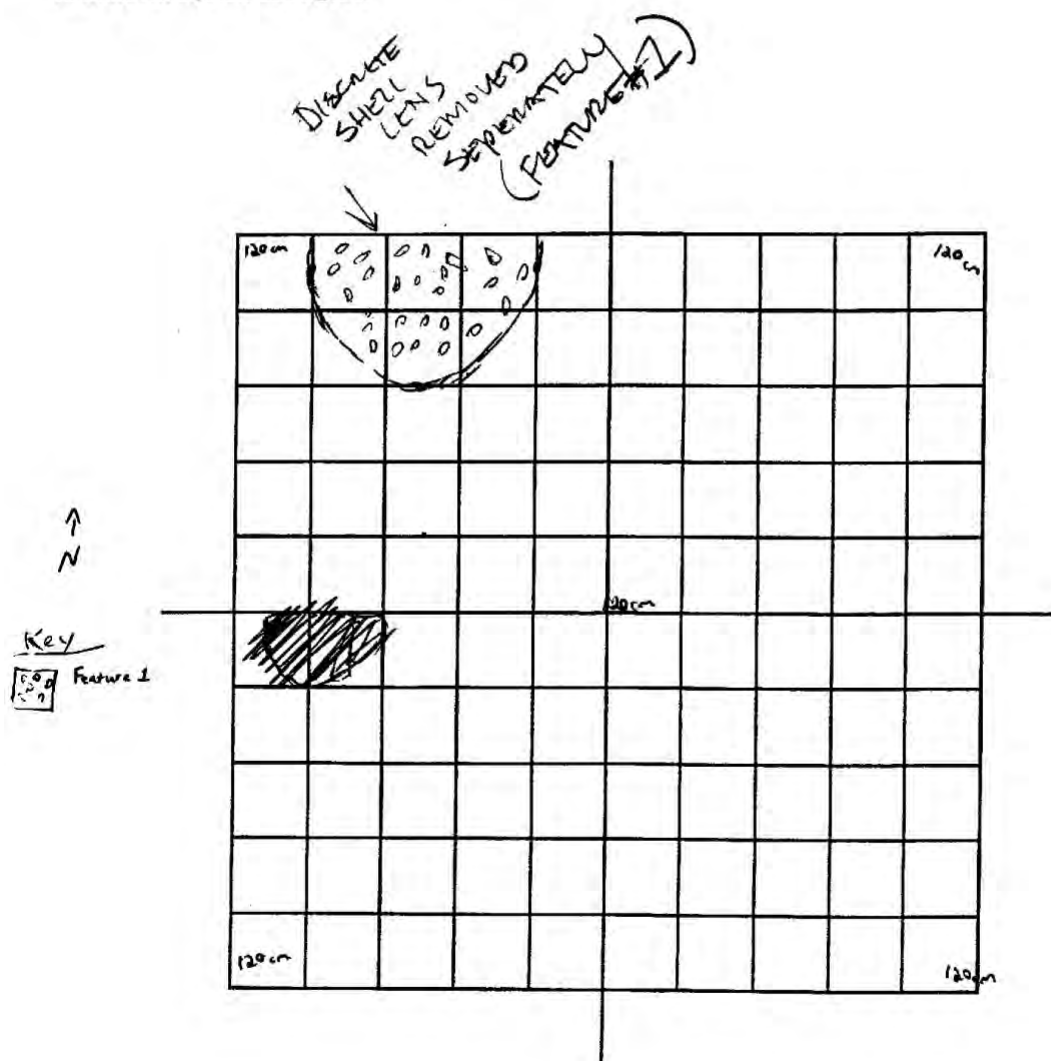 DISCRETE
SHELL
LENS
REMOVED
SEPERATELY
(FEATURE #1)
120cm
120cm
N
120cm
Key
Feature 1
120cm
120cm